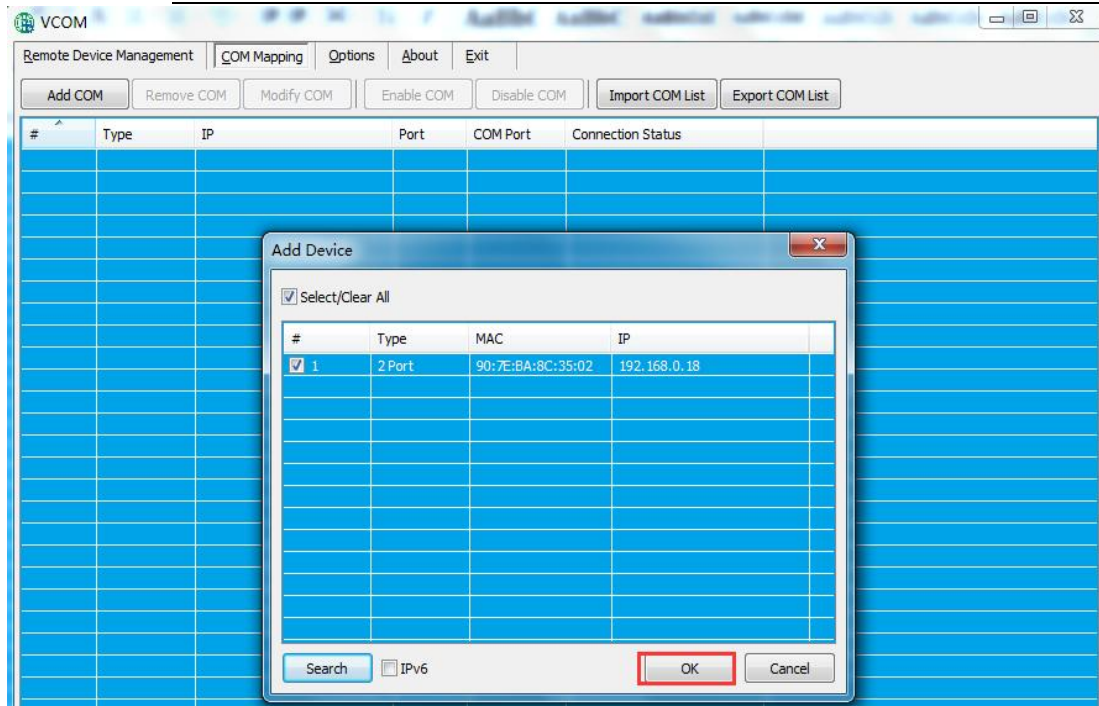 VCOM
Remote Device Management COM Mapping Options About Exit
Add COM Remove COM Modify COM Enable COM Disable COM Import COM List Export COM List
# Type IP Port COM Port Connection Status
Add Device
Select/Clear All
# Type MAC IP
1 2 Port 90:7E:BA:8C:35:02 192.168.0.18
Search IPv6 OK Cancel